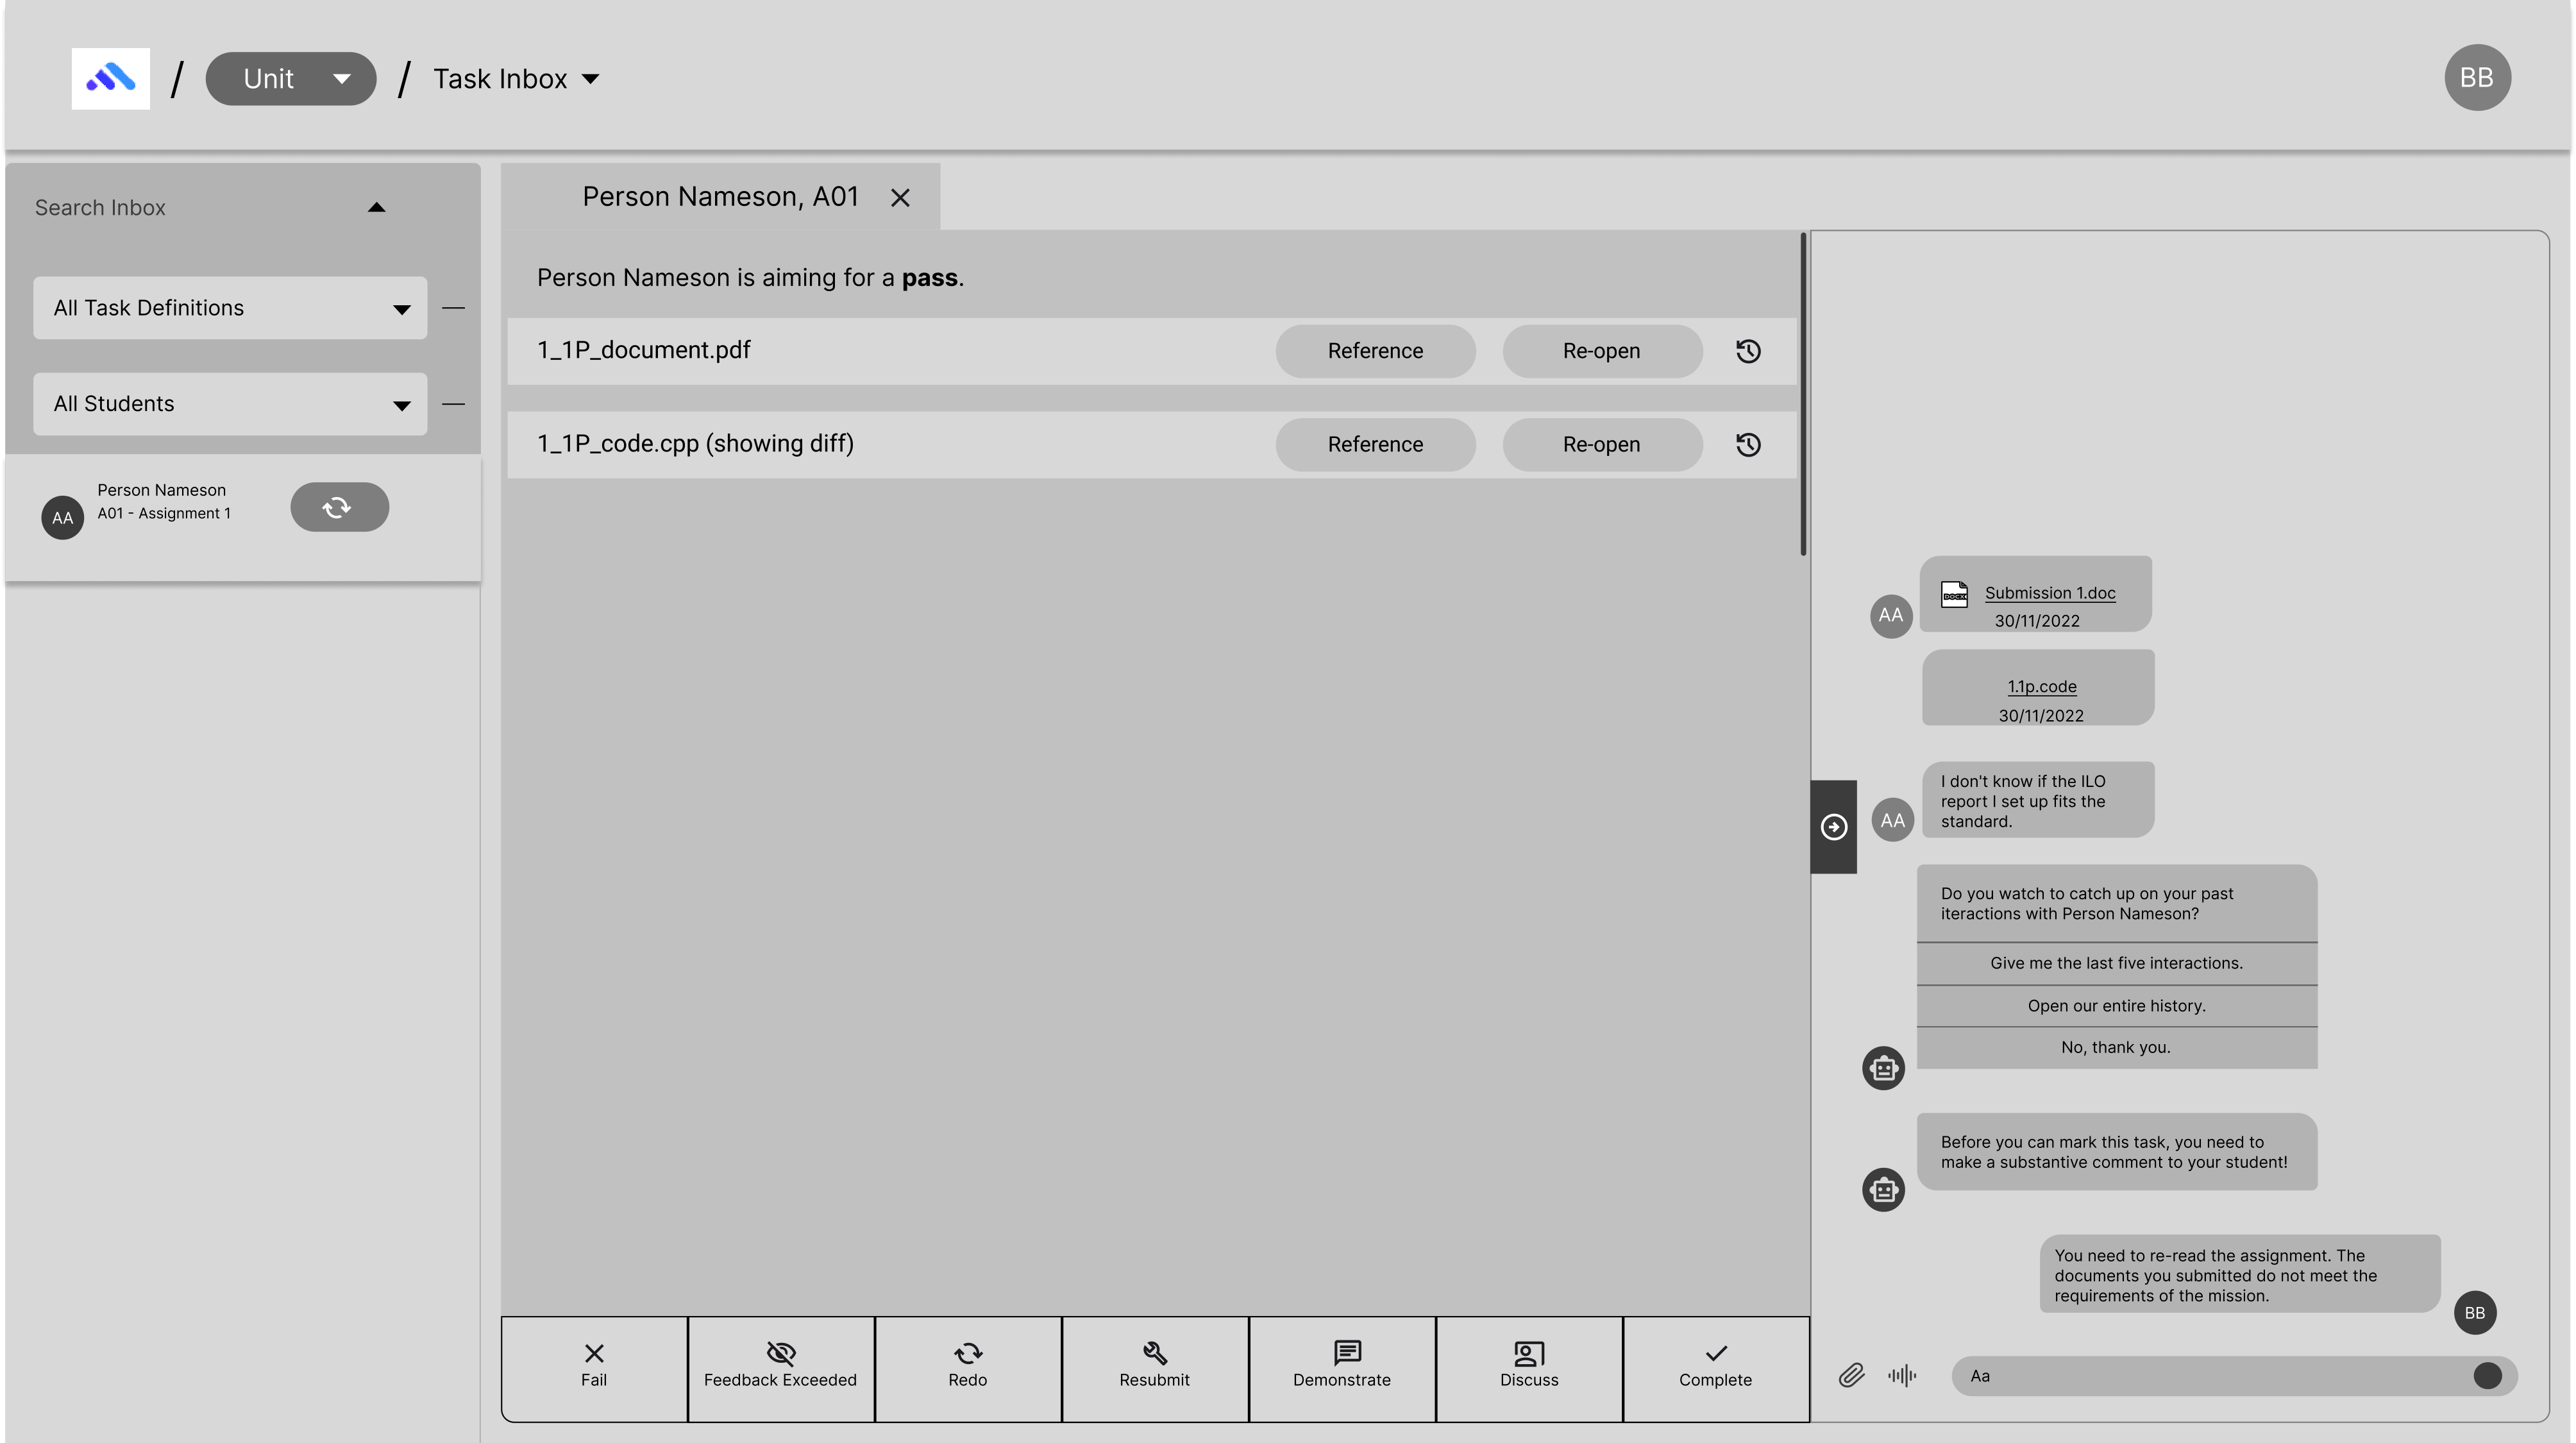 / Unit / Task Inbox
BB
Search Inbox
All Task Definitions
All Students
AA
Person Nameson
A01 - Assignment 1
Person Nameson, A01
Person Nameson is aiming for a pass.
1_1P_document.pdf
Reference
Re-open
1_1P_code.cpp (showing diff)
Reference
Re-open
Fail
Feedback Exceeded
Redo
Resubmit
Demonstrate
Discuss
Complete
AA
DOCX
Submission 1.doc
30/11/2022
1.1p.code
30/11/2022
AA
I don't know if the ILO
report I set up fits the
standard.
Do you watch to catch up on your past
iteractions with Person Nameson?
Give me the last five interactions.
Open our entire history.
No, thank you.
Before you can mark this task, you need to
make a substantive comment to your student!
You need to re-read the assignment. The
documents you submitted do not meet the
requirements of the mission.
BB
Aa